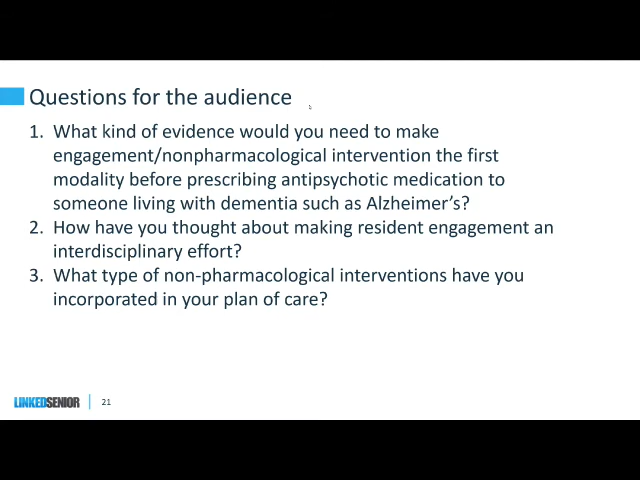 Questions for the audience
1. What kind of evidence would you need to make
engagement/nonpharmacological intervention the first
modality before prescribing antipsychotic medication to
someone living with dementia such as Alzheimer’s?
2. How have you thought about making resident engagement an
interdisciplinary effort?
3. What type of non-pharmacological interventions have you
incorporated in your plan of care?
LINKEDSENIOR | 21